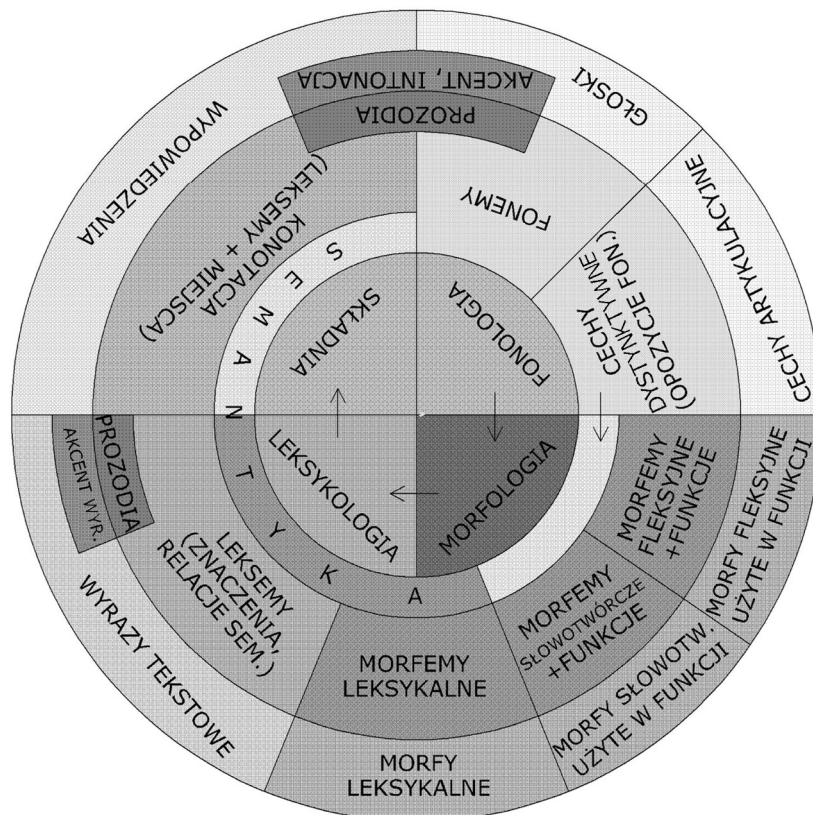 AKCENT, INTONACJA
PROZODIA
GŁOSKI
FONEMY
CECHY ARTYKULACYJNE
CECHY
DYSTYNKTYWNE
(OPOZYCJE FON.)
FONOLOGIA
WYPOWIEDZENIA
KONOTACJA
(LEKSEMY + MIEJSCA)
SKŁADNIA
SEMANTYKA
LEKSYKOLOGIA
MORFOLOGIA
PROZODIA
AKCENT WYR.
LEKSEMY
(ZNACZENIA,
RELACJE SEM.)
WYRAZY TEKSTOWE
MORFEMY
LEKSYKALNE
MORFY
LEKSYKALNE
MORFEMY
SŁOWOTWÓRCZE
+FUNKCJE
MORFY SŁOWOTW.
UŻYTE W FUNKCJI
MORFEMY
FLEKSYJNE
+FUNKCJE
MORFY FLEKSYJNE
UŻYTE W FUNKCJI